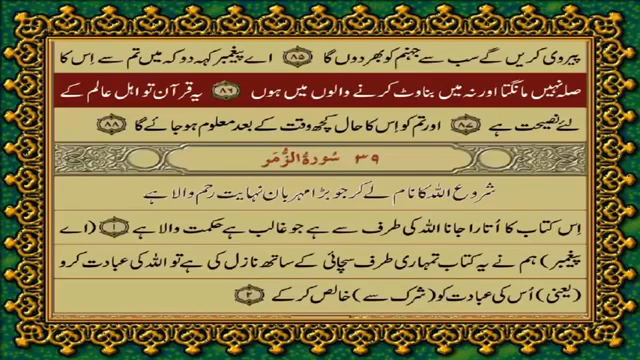 پیروی کریں گے سب سے جہنم کو بھر دوں گا ۸۵ اے پیغمبر کہہ دو کہ میں تم سے اِس کا
صلہ نہیں مانگتا اور نہ میں بناوٹ کرنے والوں میں ہوں ۸۶ یہ قرآن تو اہل عالم کے
لئے نصیحت ہے ۸۷ اور تم کو اِس کا حال کچھ وقت کے بعد معلوم ہو جائے گا ۸۸
۳۹ سُورۃُ الزُّمَر
شروع اللہ کا نام لے کر جو بڑا مہربان نہایت رحم والا ہے
اِس کتاب کا اُتارا جانا اللہ کی طرف سے ہے جو غالب ہے حکمت والا ہے ۱ (اے
پیغمبر) ہم نے یہ کتاب تمہاری طرف سچائی کے ساتھ نازل کی ہے تو اللہ کی عبادت کرو
(یعنی) اُس کی عبادت کو (شرک سے) خالص کر کے ۲